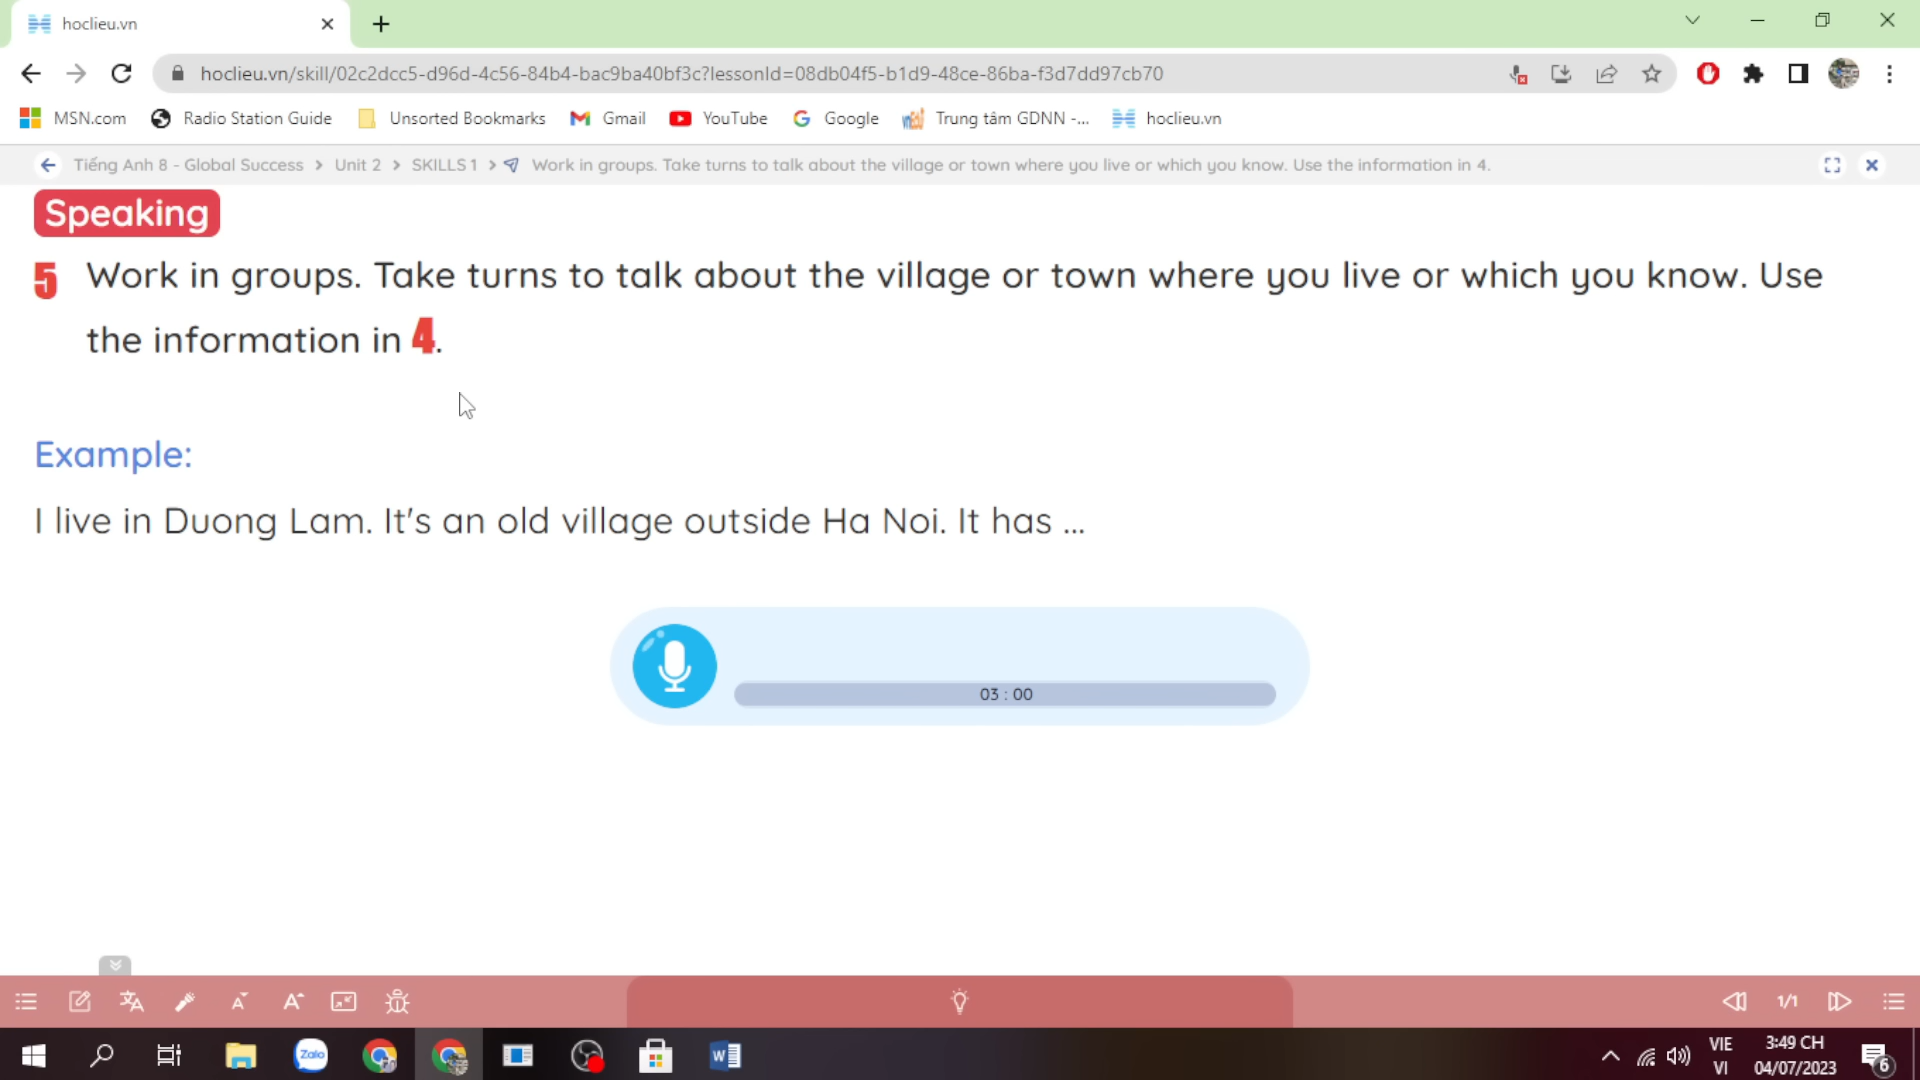 hoclieu.vn
hoclieu.vn/skill/02c2dcc5-d96d-4c56-84b4-bac9ba40bf3c?lessonId=08db04f5-b1d9-48ce-86ba-f3d7dd97cb70
MSN.com Radio Station Guide Unsorted Bookmarks Gmail YouTube Google Trung tâm GDNN -... hoclieu.vn
Tiếng Anh 8 - Global Success > Unit 2 > SKILLS 1 > Work in groups. Take turns to talk about the village or town where you live or which you know. Use the information in 4.
Speaking
5 Work in groups. Take turns to talk about the village or town where you live or which you know. Use
the information in 4.
Example:
I live in Duong Lam. It's an old village outside Ha Noi. It has ...
03 : 00
1/1
Zalo
VIE 3:49 CH
VI 04/07/2023 6